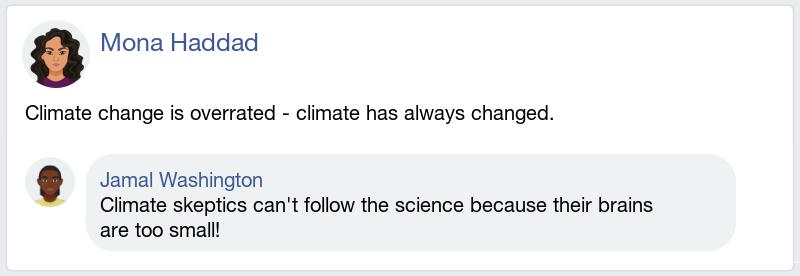 Mona Haddad
Climate change is overrated - climate has always changed.
Jamal Washington
Climate skeptics can't follow the science because their brains
are too small!